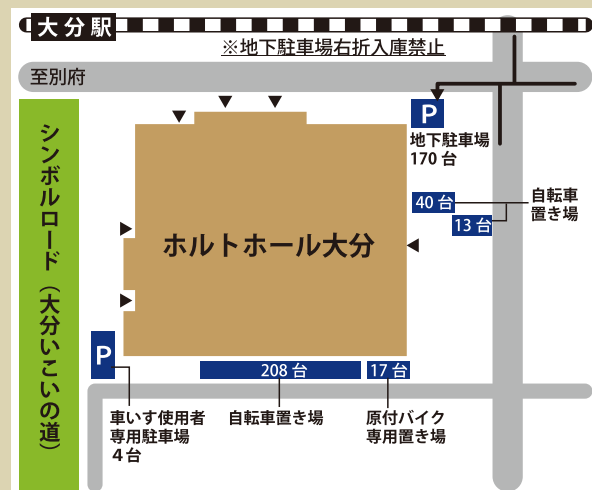 大分駅
※地下駐車場右折入庫禁止
至別府
P
地下駐車場
170台
シンボルロード（大分いこいの道）
ホルトホール大分
40台
13台
自転車
置き場
P
208台
17台
車いす使用者
専用駐車場
4台
自転車置き場
原付バイク
専用置き場